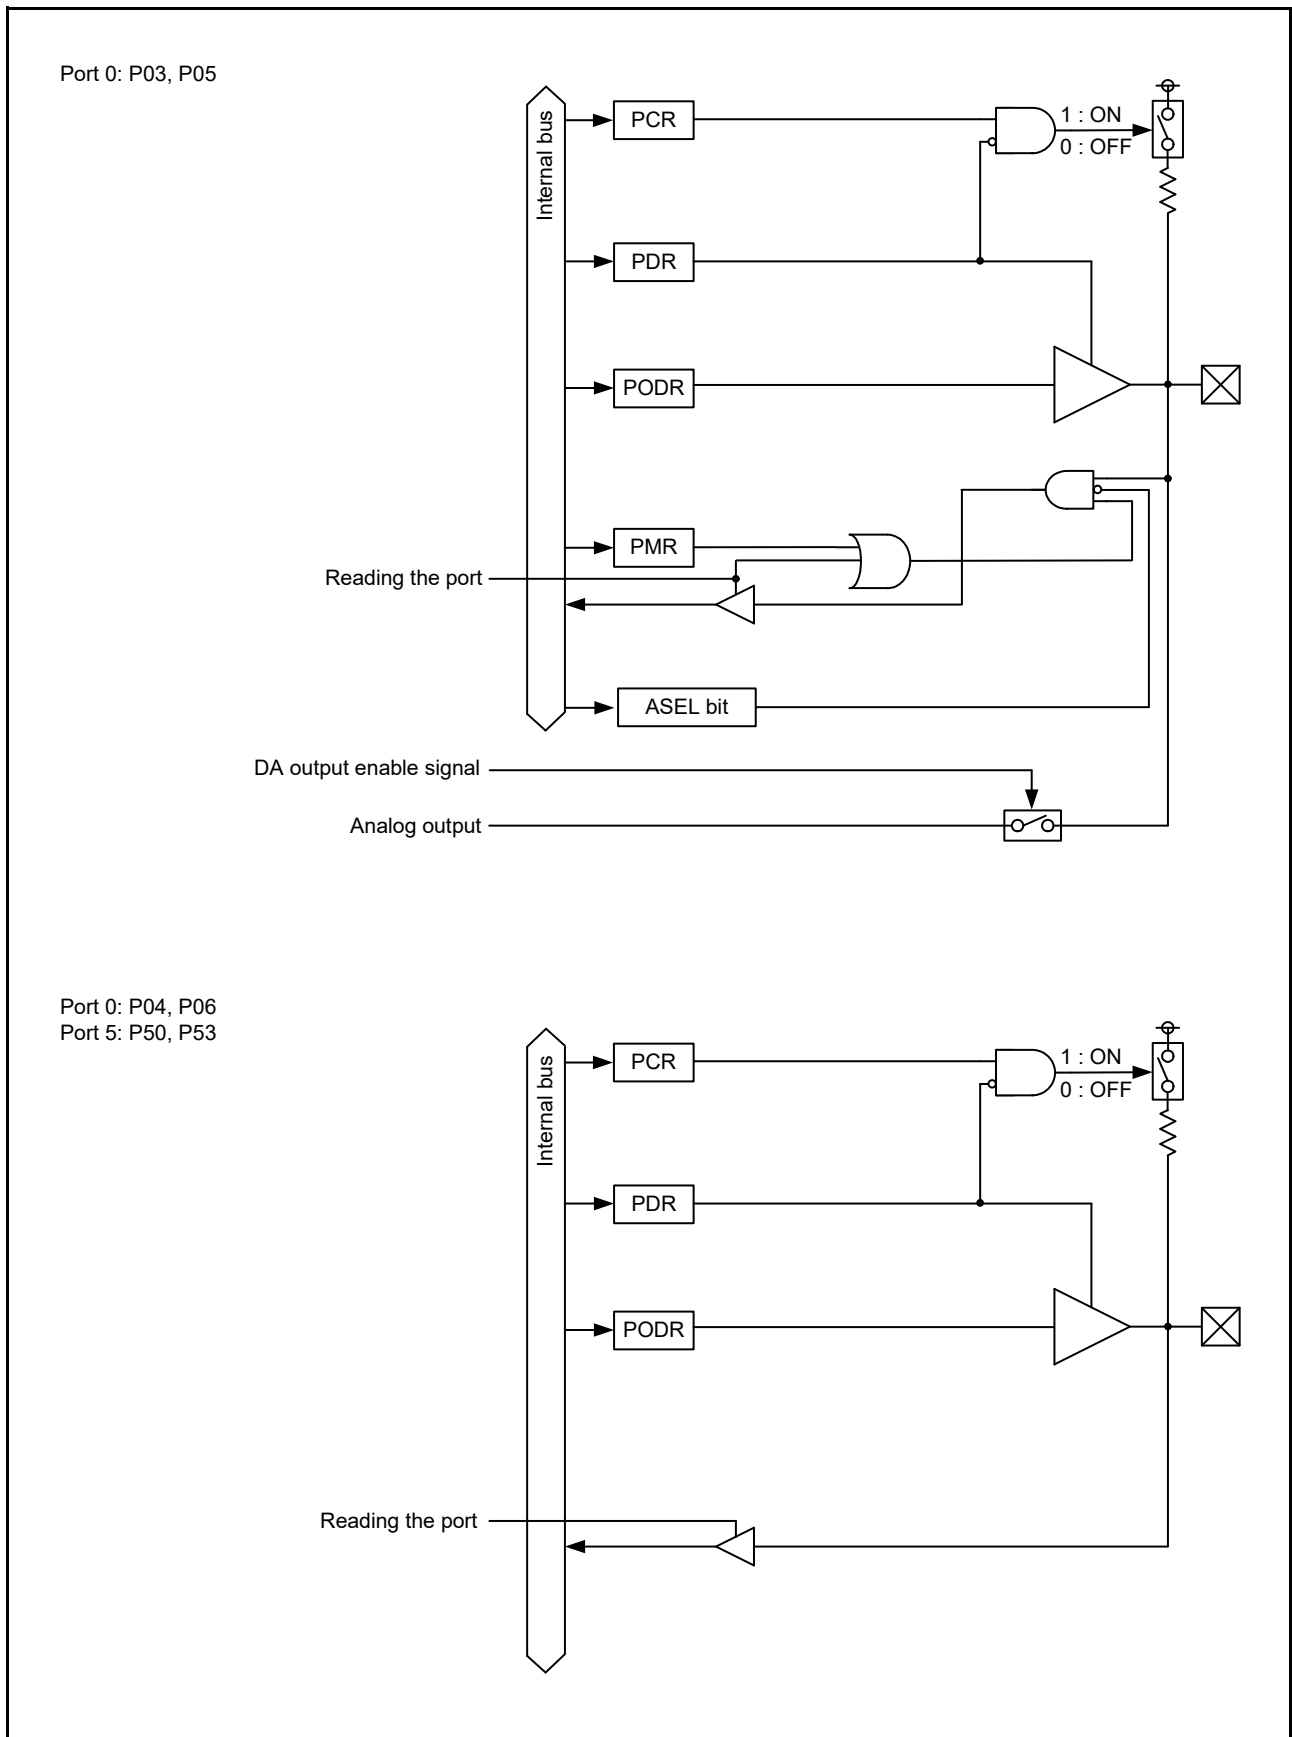 Port 0: P03, P05
Internal bus
PCR
1 : ON
0 : OFF
PDR
PODR
PMR
Reading the port
ASEL bit
DA output enable signal
Analog output
Port 0: P04, P06
Port 5: P50, P53
Internal bus
PCR
1 : ON
0 : OFF
PDR
PODR
Reading the port